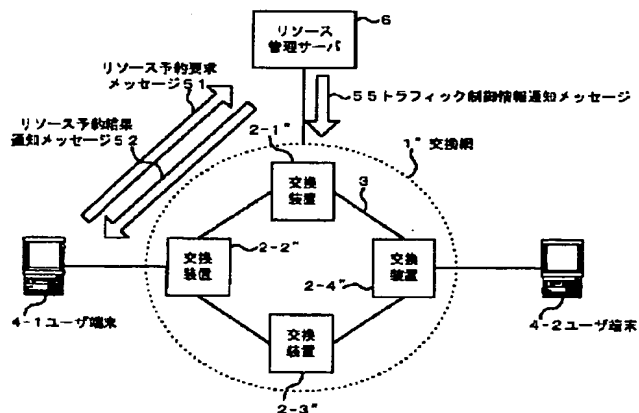 6
リソース
管理サーバ
リソース予約要求
メッセージ51
リソース予約結果
通知メッセージ52
55トラフィック制御情報通知メッセージ
2-1"
1"交換網
交換
装置
3
交換
装置
2-2"
交換
装置
2-4"
交換
装置
2-3"
4-1ユーザ端末
4-2ユーザ端末